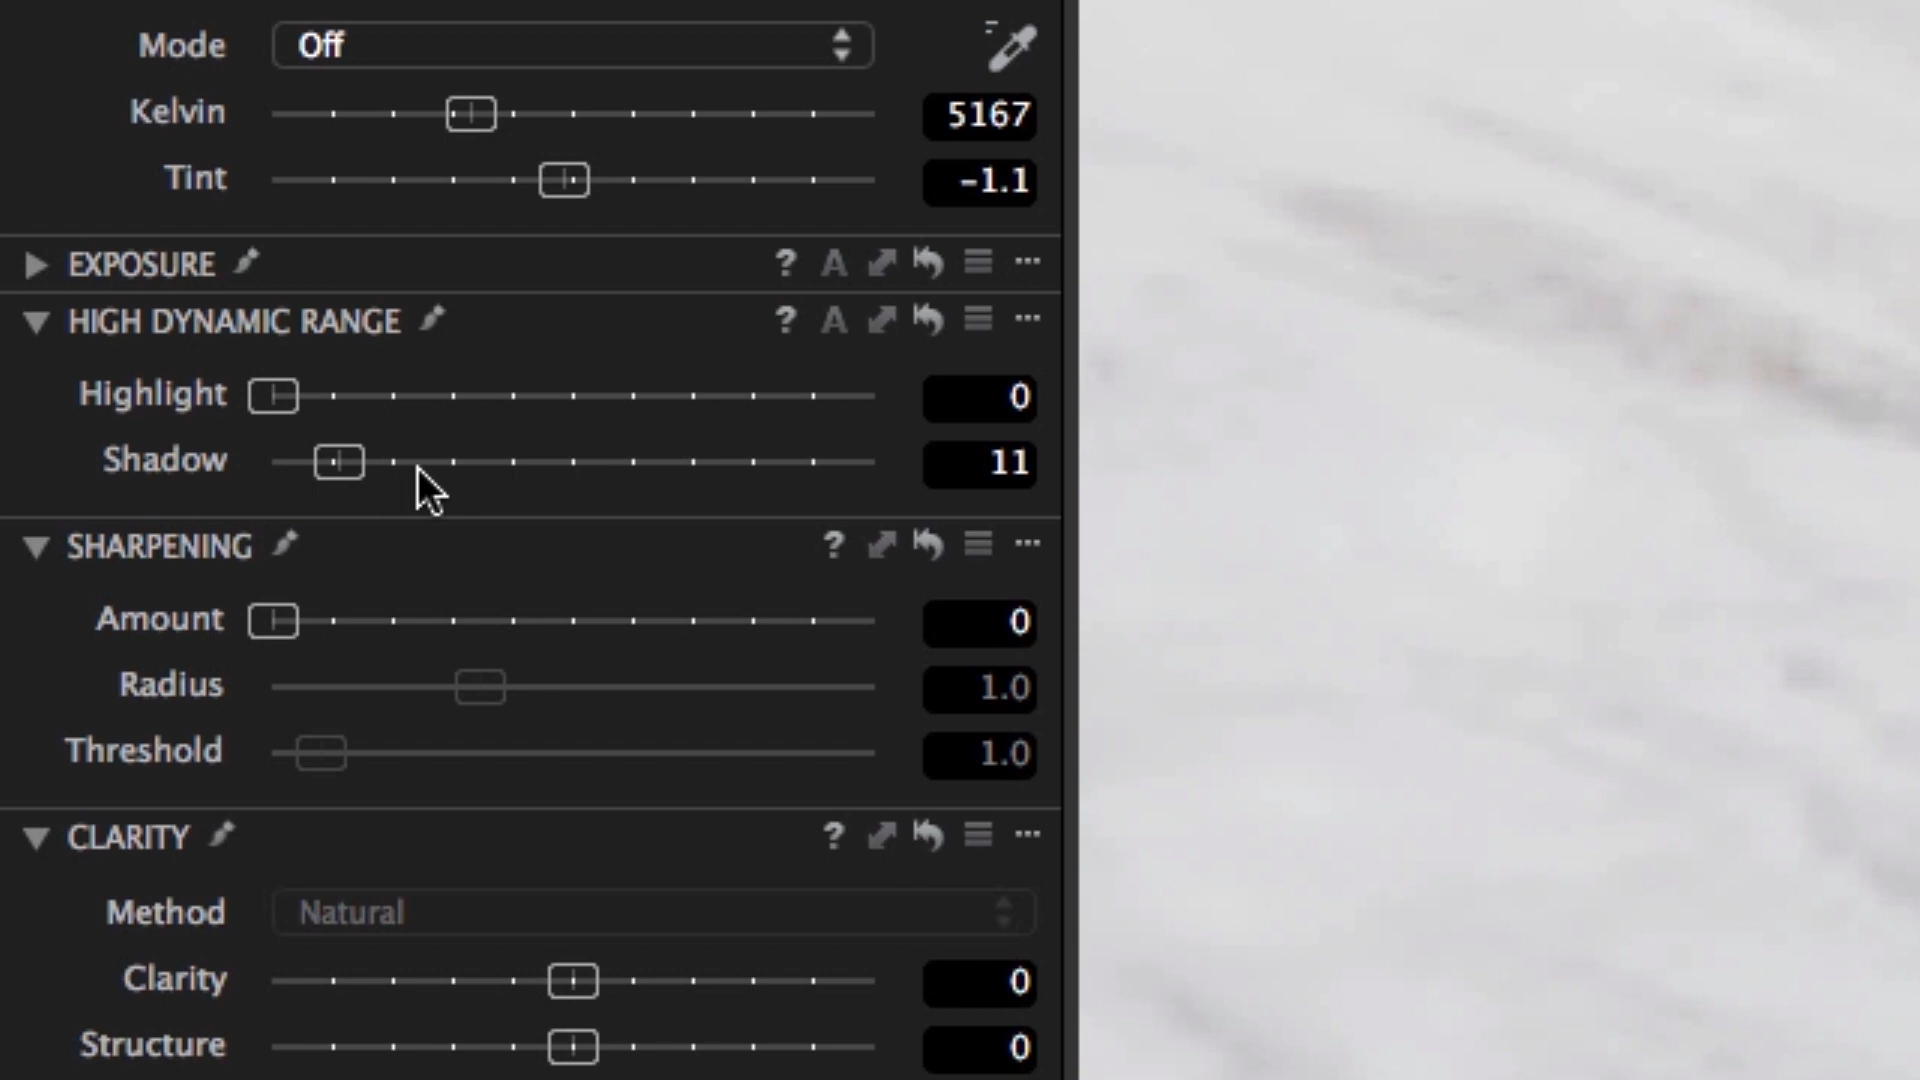 Mode Off
Kelvin 5167
Tint -1.1
EXPOSURE ? A
HIGH DYNAMIC RANGE ? A
Highlight 0
Shadow 11
SHARPENING ?
Amount 0
Radius 1.0
Threshold 1.0
CLARITY ?
Method Natural
Clarity 0
Structure 0